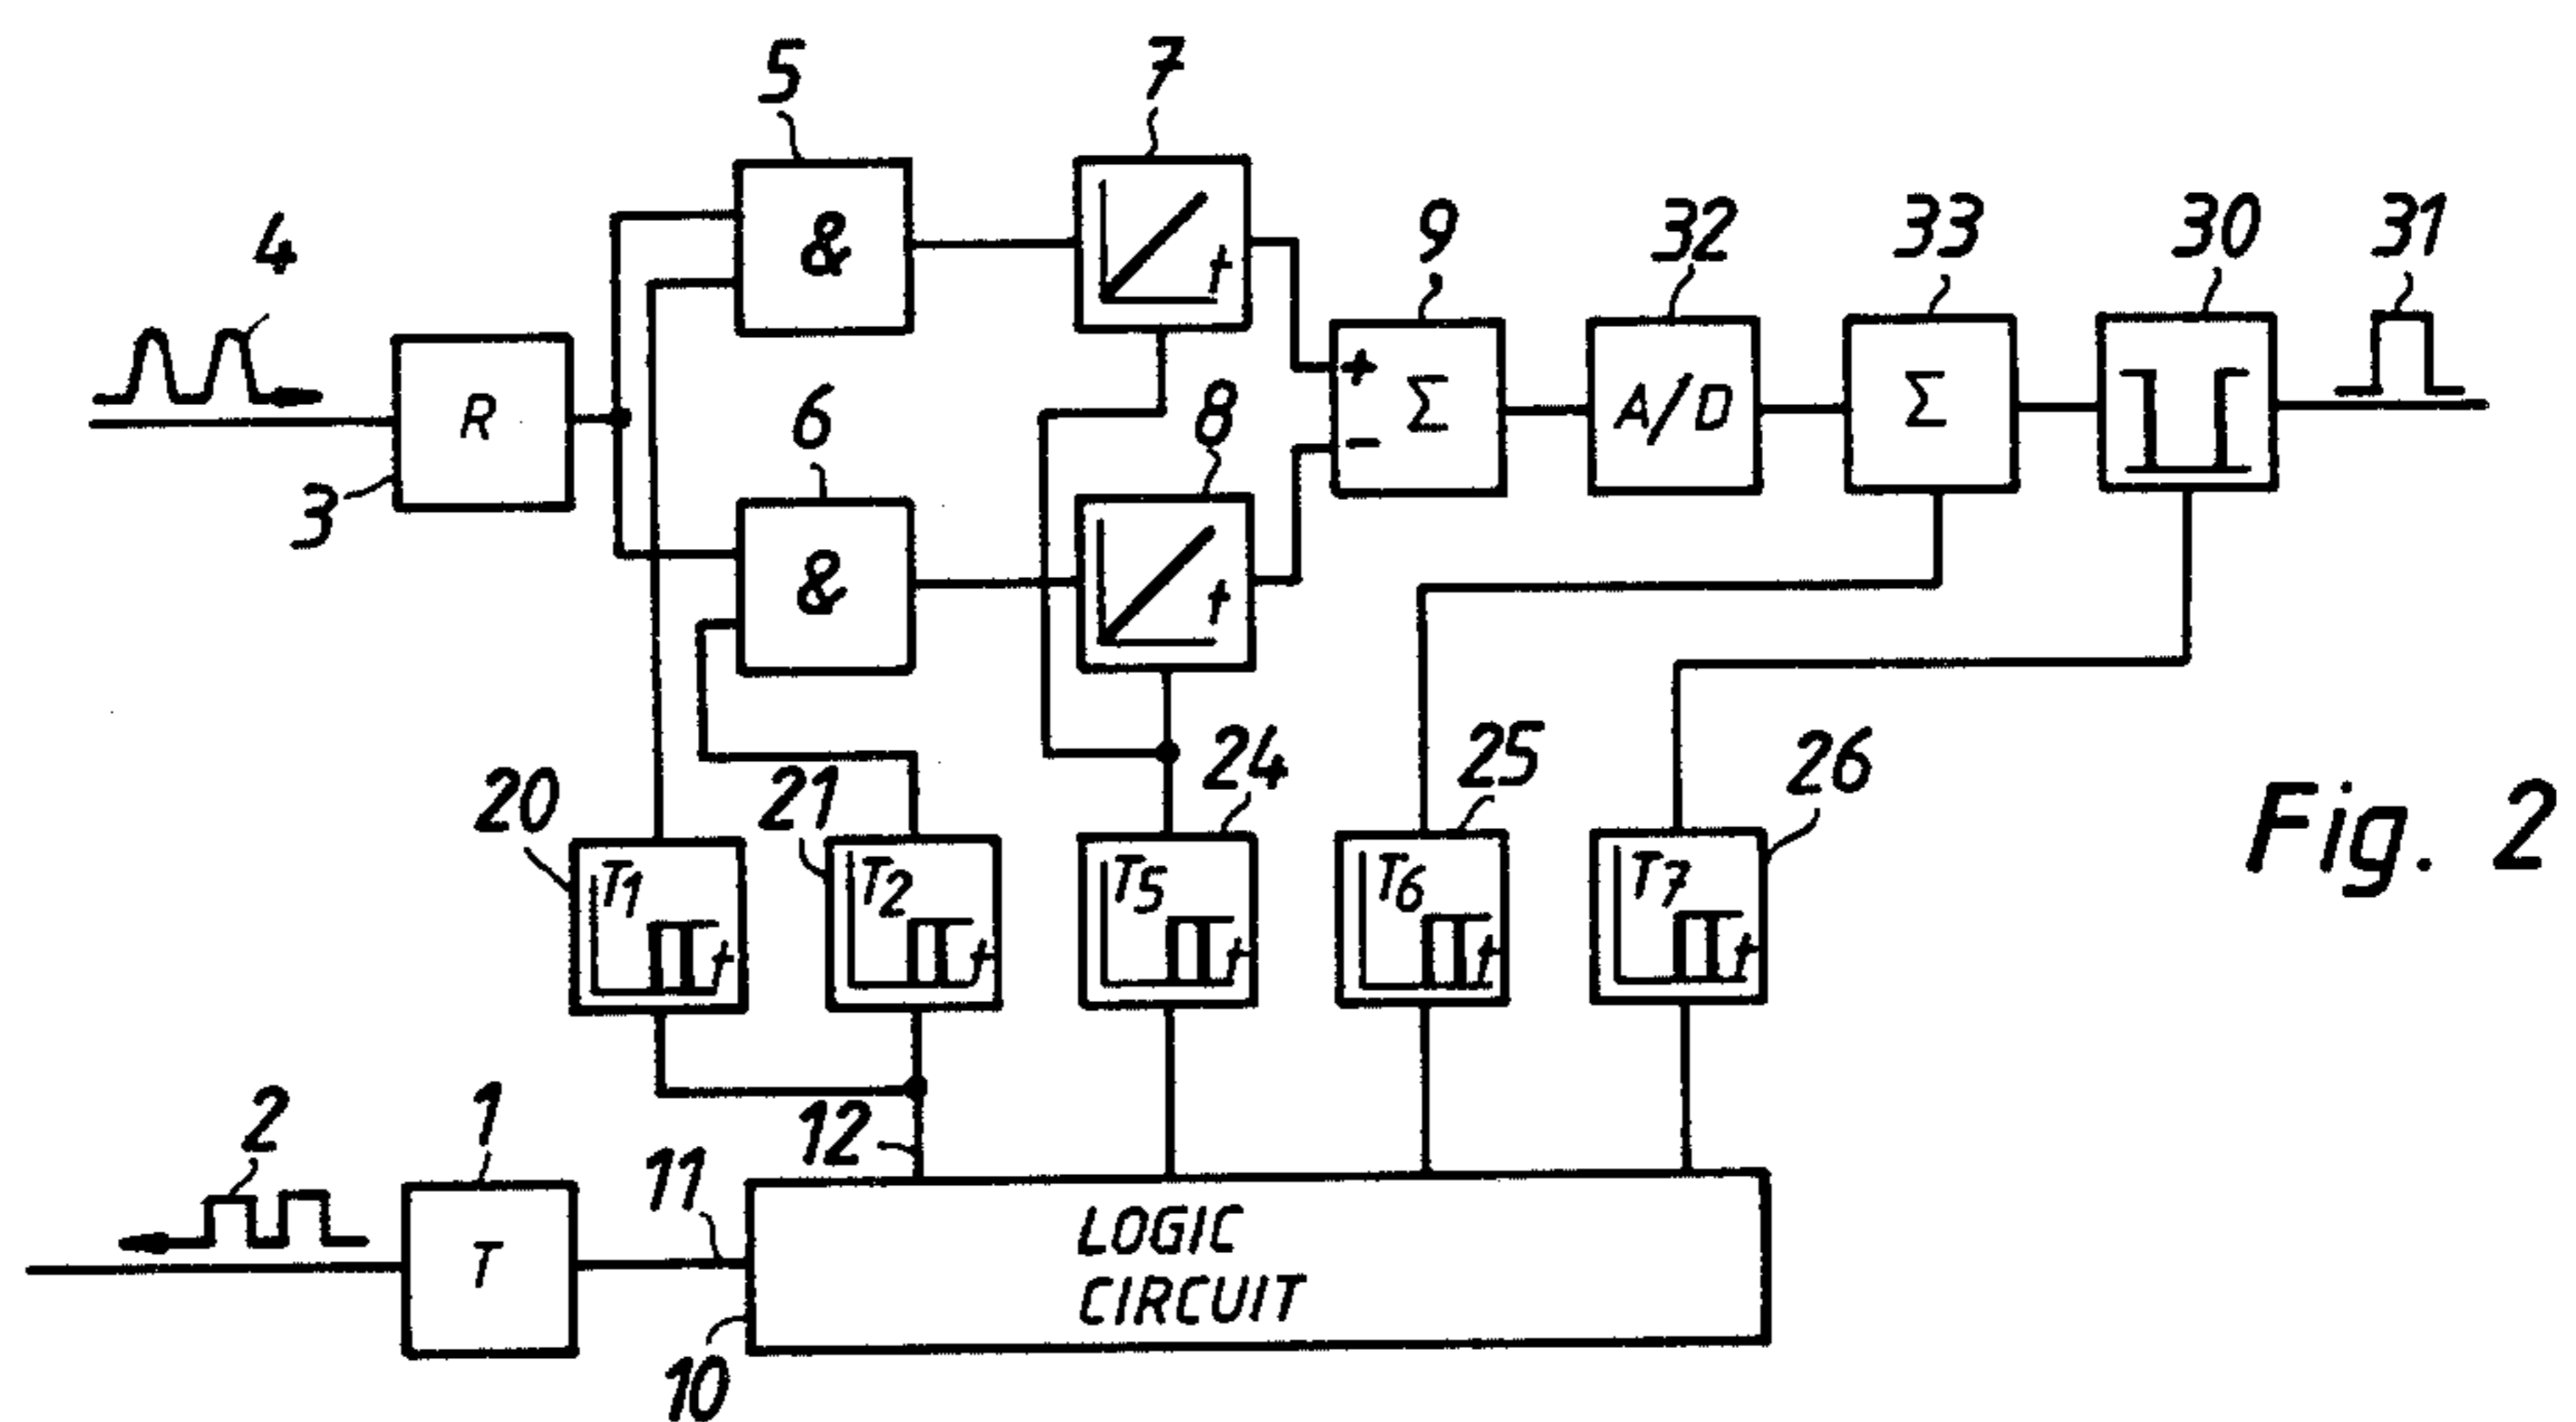 5 7
4 9 32 33 30 31
& t
+ Σ A/D Σ
R 6 8 -
3
& t
20 21 24 25 26
Fig. 2
T1 t T2 t T5 t T6 t T7 t
2 1 11 12
T LOGIC
CIRCUIT
10